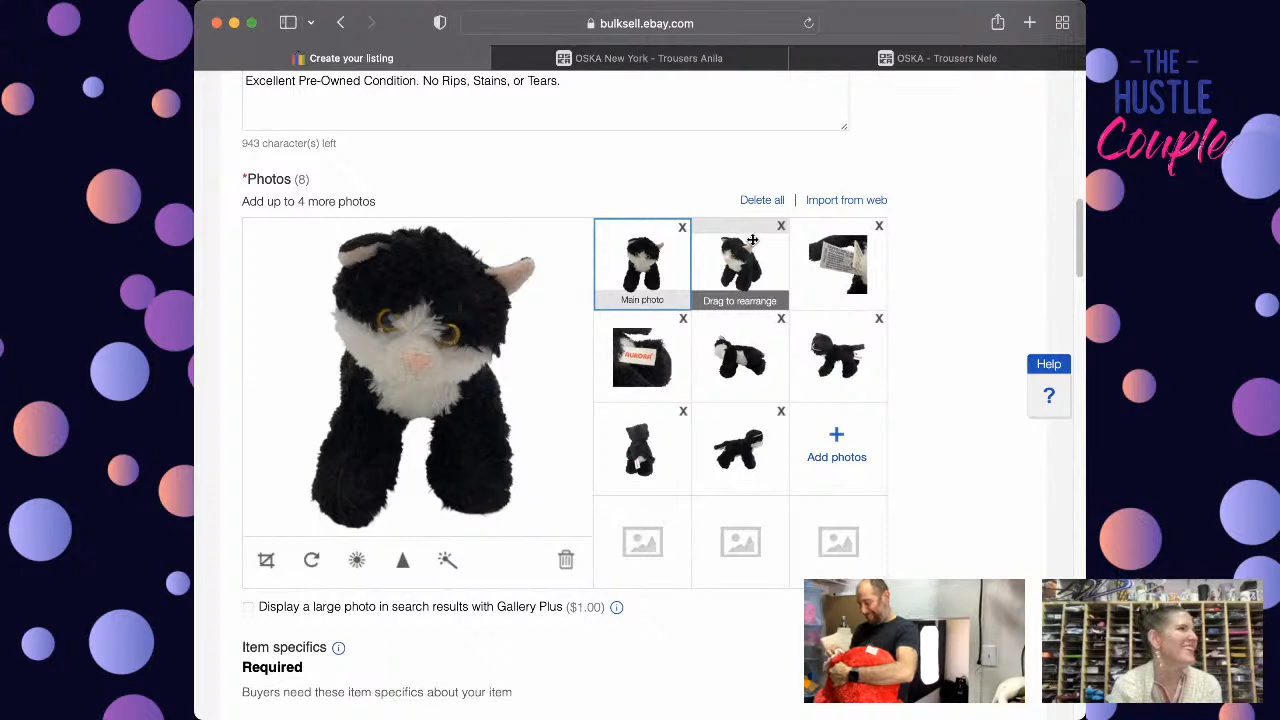 bulksell.ebay.com
Create your listing
OSKA New York - Trousers Anila
OSKA - Trousers Nele
-THE-
HUSTLE
Couple
Excellent Pre-Owned Condition. No Rips, Stains, or Tears.
943 character(s) left
*Photos (8)
Add up to 4 more photos
Delete all | Import from web
X
X
X
Main photo
Drag to rearrange
X
X
X
AURORA
X
X
+
Add photos
Help
?
Display a large photo in search results with Gallery Plus ($1.00)
Item specifics
Required
Buyers need these item specifics about your item